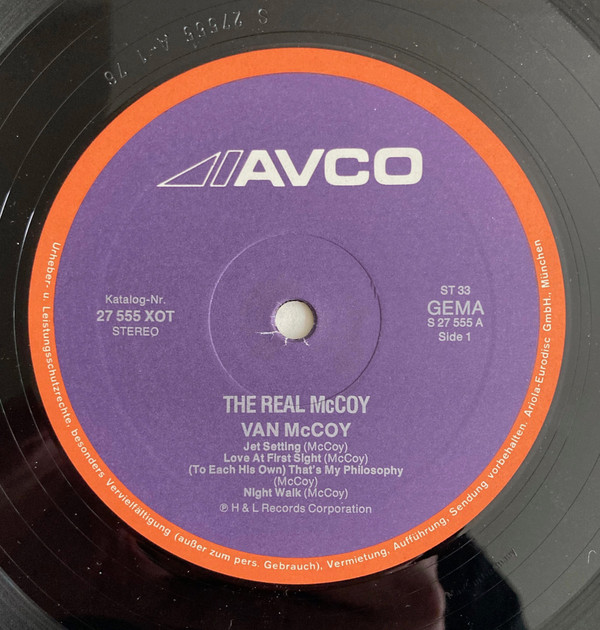 S 27555 A-1 76
AVCO
Katalog-Nr.
27 555 XOT
STEREO
ST 33
GEMA
S 27 555 A
Side 1
THE REAL McCOY
VAN McCOY
Jet Setting (McCoy)
Love At First Sight (McCoy)
(To Each His Own) That's My Philosophy
(McCoy)
Night Walk (McCoy)
℗ H & L Records Corporation
Urheber- u. Leistungsschutzrechte, besonders Vervielfältigung (außer zum pers. Gebrauch), Vermietung, Aufführung, Sendung vorbehalten. Ariola-Eurodisc GmbH., München